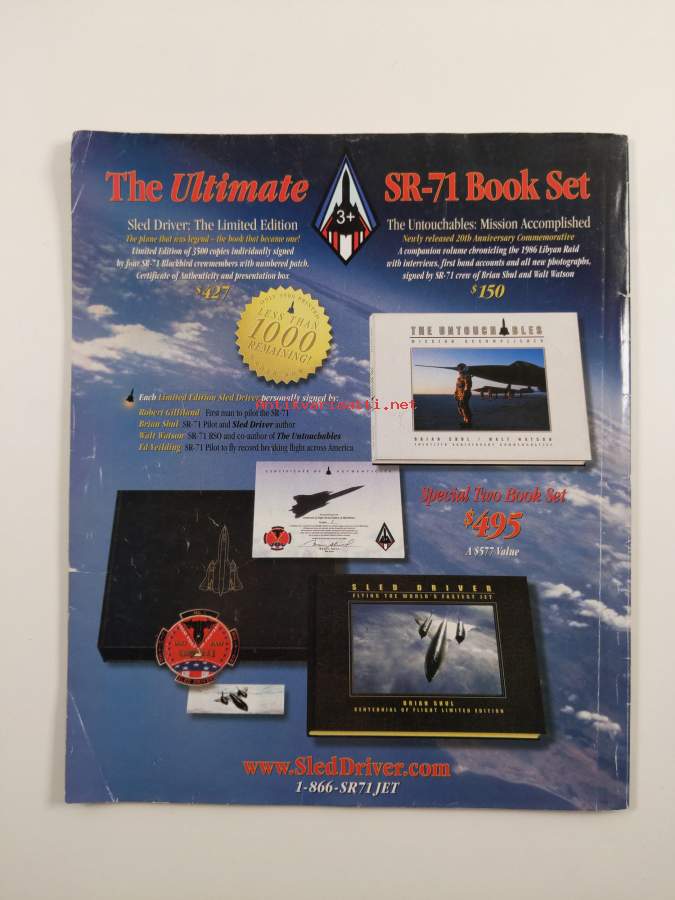 The Ultimate SR-71 Book Set
3+
Sled Driver: The Limited Edition
The plane that was legend – the book that became one!
Limited Edition of 3500 copies individually signed
by four SR-71 Blackbird crewmembers with numbered patch,
Certificate of Authenticity and presentation box
$427
The Untouchables: Mission Accomplished
Newly released 20th Anniversary Commemorative
A companion volume chronicling the 1986 Libyan Raid
with interviews, first hand accounts and all new photographs,
signed by SR-71 crew of Brian Shul and Walt Watson
$150
LESS THAN
1000
REMAINING!
THE UNTOUCHABLES
MISSION ACCOMPLISHED
BRIAN SHUL / WALT WATSON
TWENTIETH ANNIVERSARY COMMEMORATIVE
Each Limited Edition Sled Driver personally signed by:
Robert Gilliland First man to pilot the SR-71
Brian Shul SR-71 Pilot and Sled Driver author
Walt Watson SR-71 RSO and co-author of The Untouchables
Ed Yeilding SR-71 Pilot to fly record breaking flight across America
Antikvariaatti.net
CERTIFICATE OF AUTHENTICITY
Special Two Book Set
$495
A $577 Value
SLED DRIVER
FLYING THE WORLD'S FASTEST JET
BRIAN SHUL
CENTENNIAL OF FLIGHT LIMITED EDITION
www.SledDriver.com
1-866-SR71JET